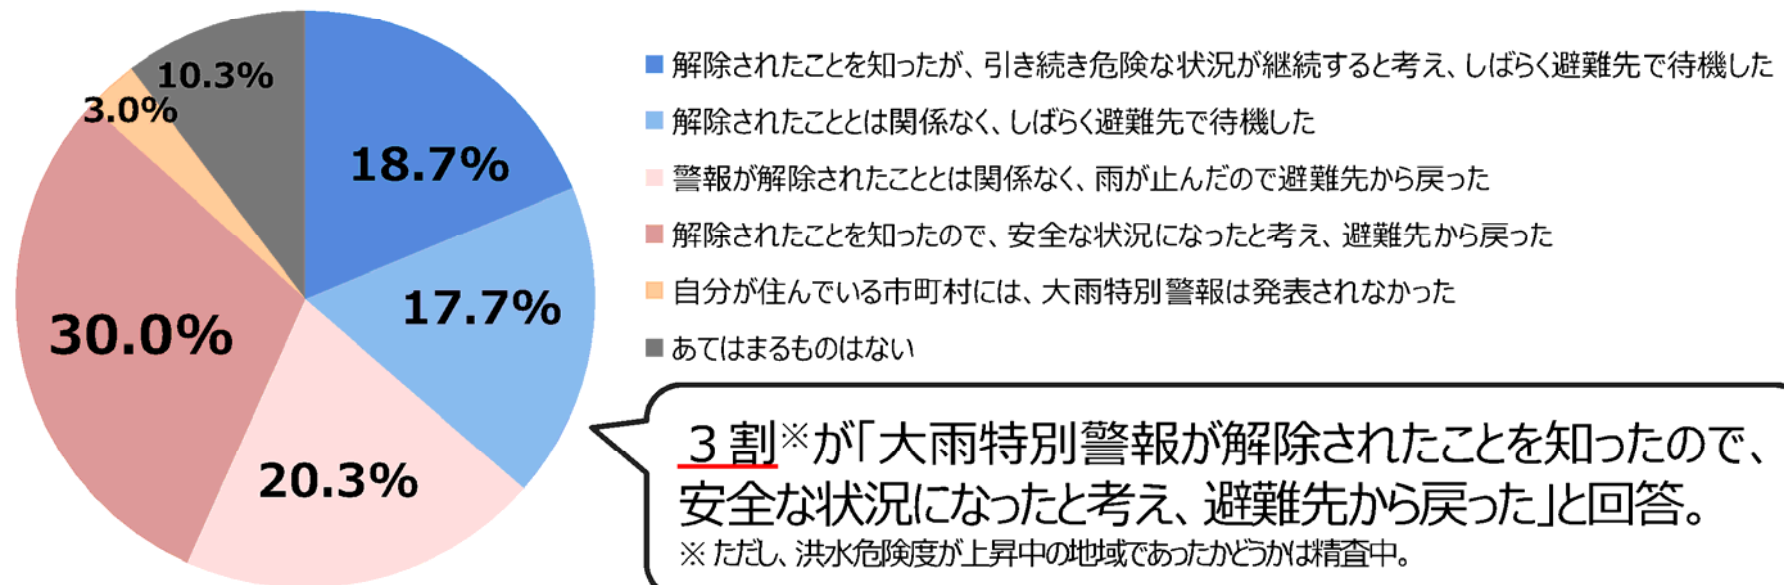 10.3%
3.0%
18.7%
17.7%
30.0%
20.3%
解除されたことを知ったが、引き続き危険な状況が継続すると考え、しばらく避難先で待機した
解除されたこととは関係なく、しばらく避難先で待機した
警報が解除されたこととは関係なく、雨が止んだので避難先から戻った
解除されたことを知ったので、安全な状況になったと考え、避難先から戻った
自分が住んでいる市町村には、大雨特別警報は発表されなかった
あてはまるものはない
3割※が「大雨特別警報が解除されたことを知ったので、
安全な状況になったと考え、避難先から戻った」と回答。
※ ただし、洪水危険度が上昇中の地域であったかどうかは精査中。